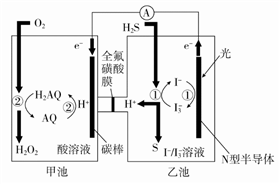 A
O₂
e⁻
全氟磺酸膜
H₂S
e⁻
光
②
H₂AQ
AQ
②
H⁺
H⁺
①
I⁻
I₃⁻
①
H₂O₂
酸溶液
碳棒
S
I⁻/I₃⁻溶液
N型半导体
甲池
乙池